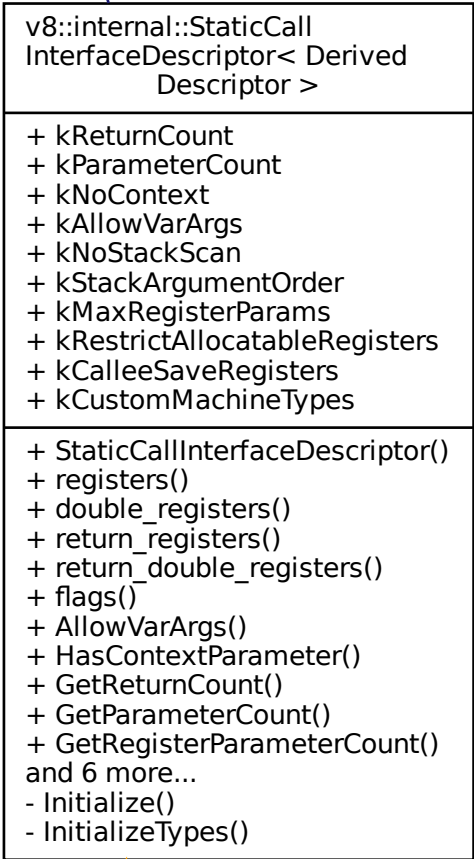 v8::internal::StaticCall
InterfaceDescriptor< Derived
Descriptor >
+ kReturnCount
+ kParameterCount
+ kNoContext
+ kAllowVarArgs
+ kNoStackScan
+ kStackArgumentOrder
+ kMaxRegisterParams
+ kRestrictAllocatableRegisters
+ kCalleeSaveRegisters
+ kCustomMachineTypes
+ StaticCallInterfaceDescriptor()
+ registers()
+ double_registers()
+ return_registers()
+ return_double_registers()
+ flags()
+ AllowVarArgs()
+ HasContextParameter()
+ GetReturnCount()
+ GetParameterCount()
+ GetRegisterParameterCount()
and 6 more...
- Initialize()
- InitializeTypes()